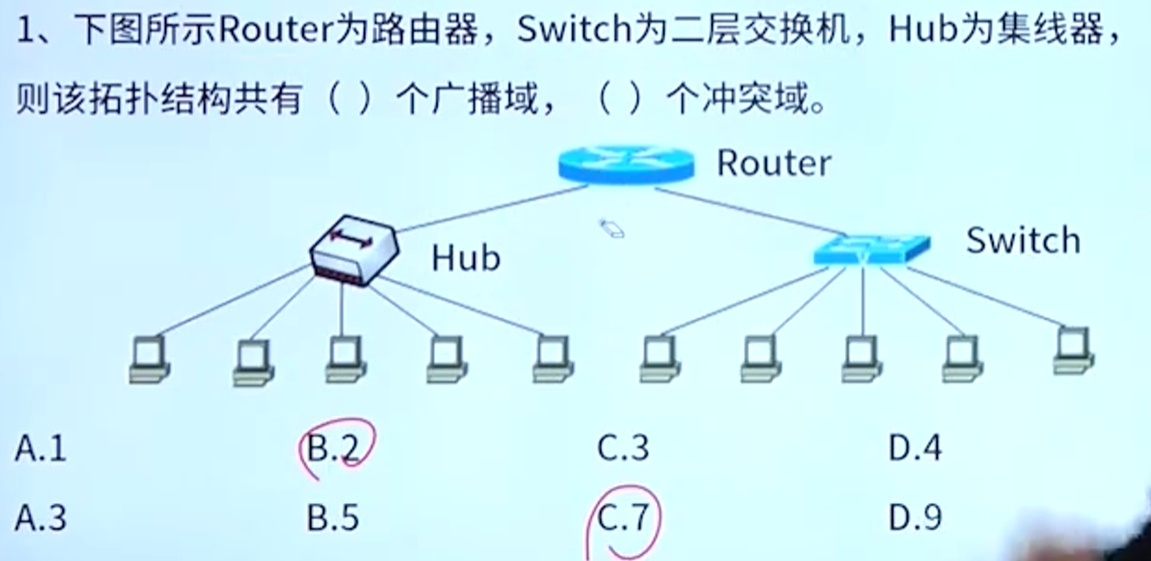 1、下图所示Router为路由器，Switch为二层交换机，Hub为集线器，
则该拓扑结构共有（ ）个广播域，（ ）个冲突域。
Router
Hub
Switch
A.1 B.2 C.3 D.4
A.3 B.5 C.7 D.9